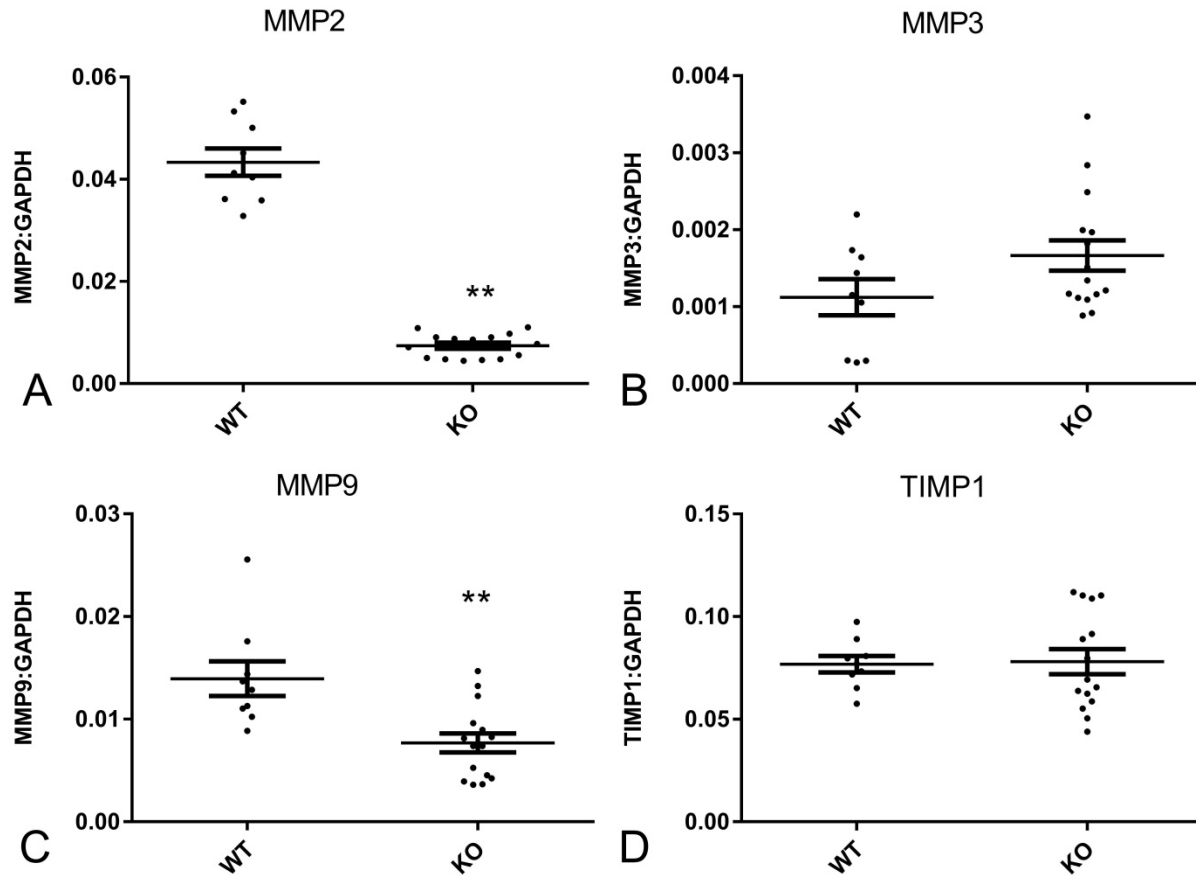 MMP2
MMP2:GAPDH
0.06
0.04
0.02
0.00
**
WT
KO
A
MMP3
MMP3:GAPDH
0.004
0.003
0.002
0.001
0.000
WT
KO
B
MMP9
MMP9:GAPDH
0.03
0.02
0.01
0.00
**
WT
KO
C
TIMP1
TIMP1:GAPDH
0.15
0.10
0.05
0.00
WT
KO
D